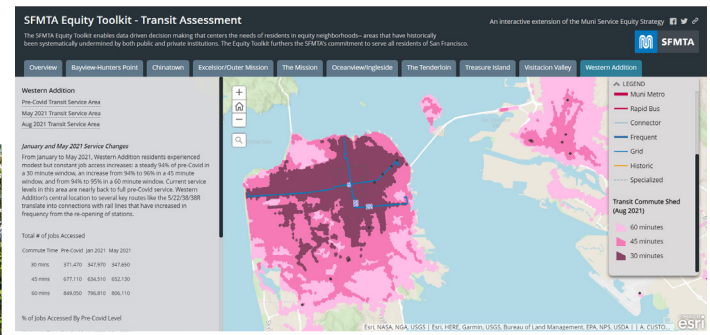 SFMTA Equity Toolkit - Transit Assessment
An interactive extension of the Muni Service Equity Strategy
The SFMTA Equity Toolkit enables data driven decision making that centers the needs of residents in equity neighborhoods-- areas that have historically
been systematically undermined by both public and private institutions. The Equity Toolkit furthers the SFMTA's commitment to serve all residents of San Francisco.
SFMTA
Overview
Bayview-Hunters Point
Chinatown
Excelsior/Outer Mission
The Mission
Oceanview/Ingleside
The Tenderloin
Treasure Island
Visitacion Valley
Western Addition
Western Addition
Pre-Covid Transit Service Area
May 2021 Transit Service Area
Aug 2021 Transit Service Area
January and May 2021 Service Changes
From January to May 2021, Western Addition residents experienced
modest but constant job access increases: a steady 94% of pre-Covid in
a 30 minute window, an increase from 94% to 96% in a 45 minute
window, and from 94% to 95% in a 60 minute window. Current service
levels in this area are nearly back to full pre-Covid service. Western
Addition's central location to several key routes like the 5/22/38/38R
translate into connections with rail lines that have increased in
frequency from the re-opening of stations.
Total # of Jobs Accessed
Commute Time Pre-Covid Jan 2021 May 2021
30 mins 371,470 347,970 347,650
45 mins 677,110 634,510 652,130
60 mins 849,050 796,810 806,110
% of Jobs Accessed By Pre-Covid Level
LEGEND
Muni Metro
Rapid Bus
Connector
Frequent
Grid
Historic
Specialized
Transit Commute Shed
(Aug 2021)
60 minutes
45 minutes
30 minutes
Esri, NASA, NGA, USGS | Esri, HERE, Garmin, USGS, Bureau of Land Management, EPA, NPS, USDA | | A. CUSTO...
esri